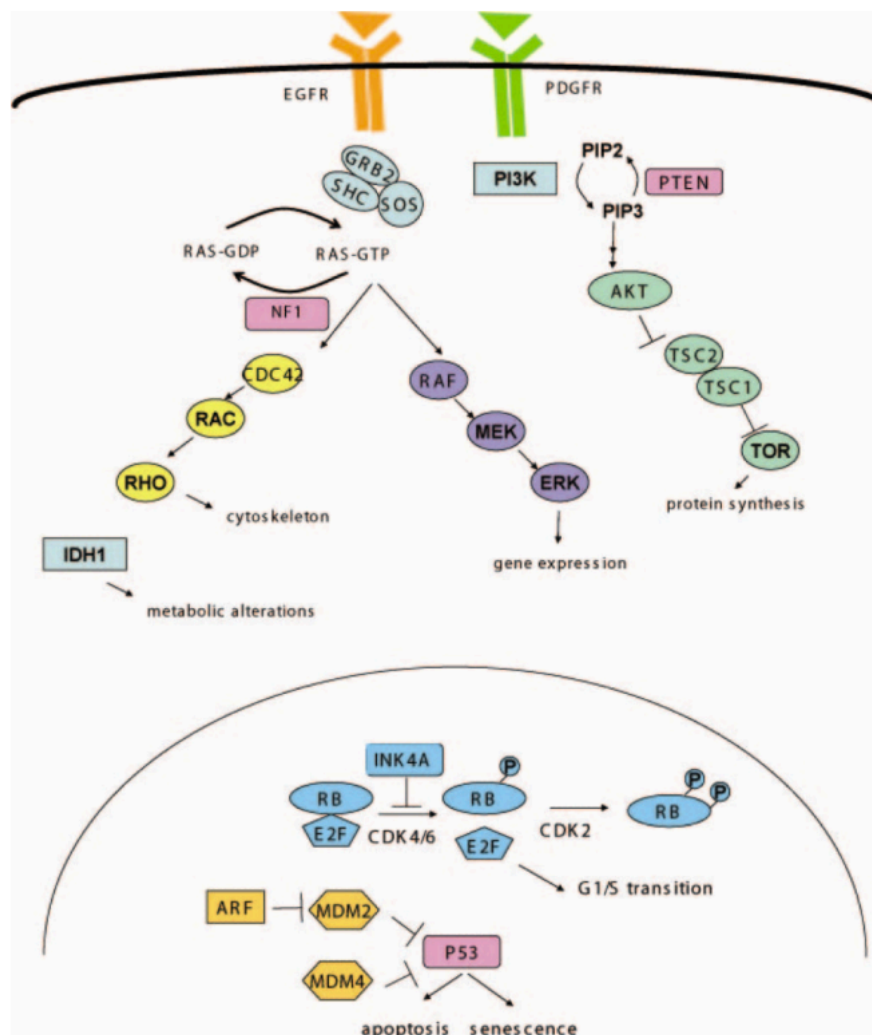 EGFR
PDGFR
GRB2
SHC
SOS
PI3K
PIP2
PTEN
PIP3
RAS-GDP
RAS-GTP
NF1
AKT
CDC42
RAF
TSC2
TSC1
RAC
MEK
TOR
RHO
ERK
cytoskeleton
protein synthesis
IDH1
gene expression
metabolic alterations
INK4A
P
P
P
RB
RB
RB
E2F
CDK4/6
E2F
CDK2
G1/S transition
ARF
MDM2
P53
MDM4
apoptosis senescence